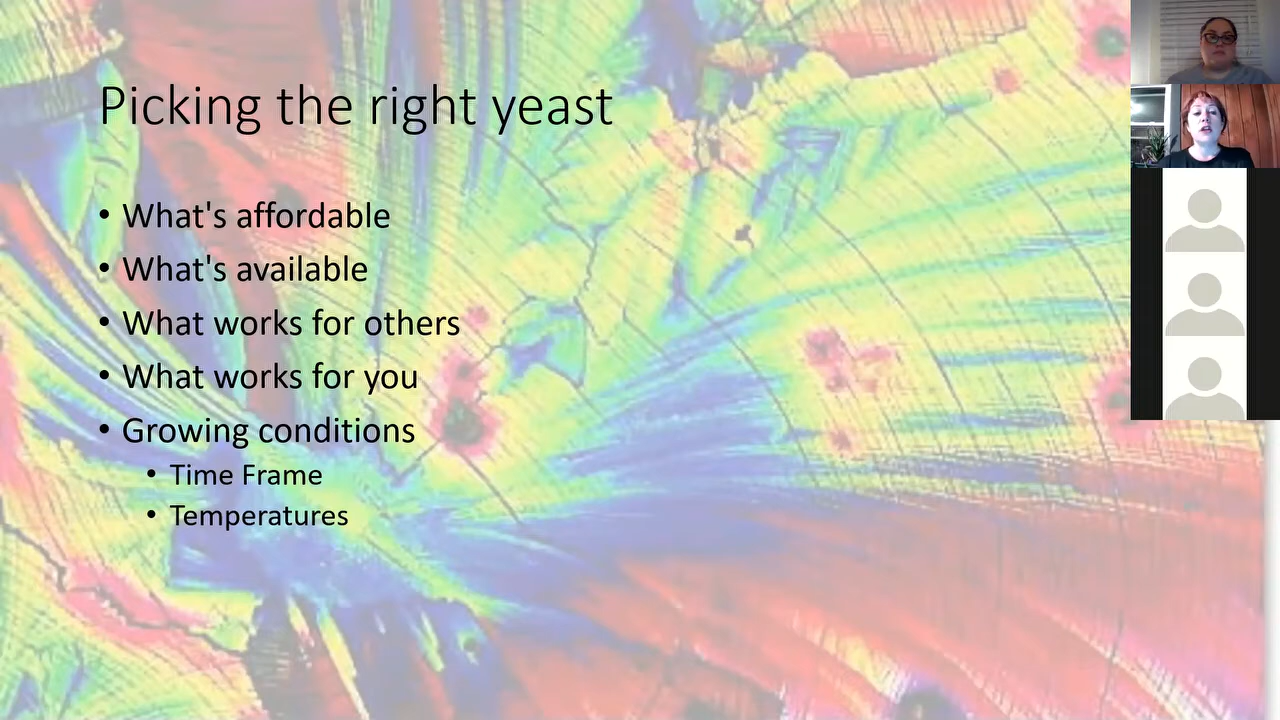 Picking the right yeast
• What's affordable
• What's available
• What works for others
• What works for you
• Growing conditions
• Time Frame
• Temperatures